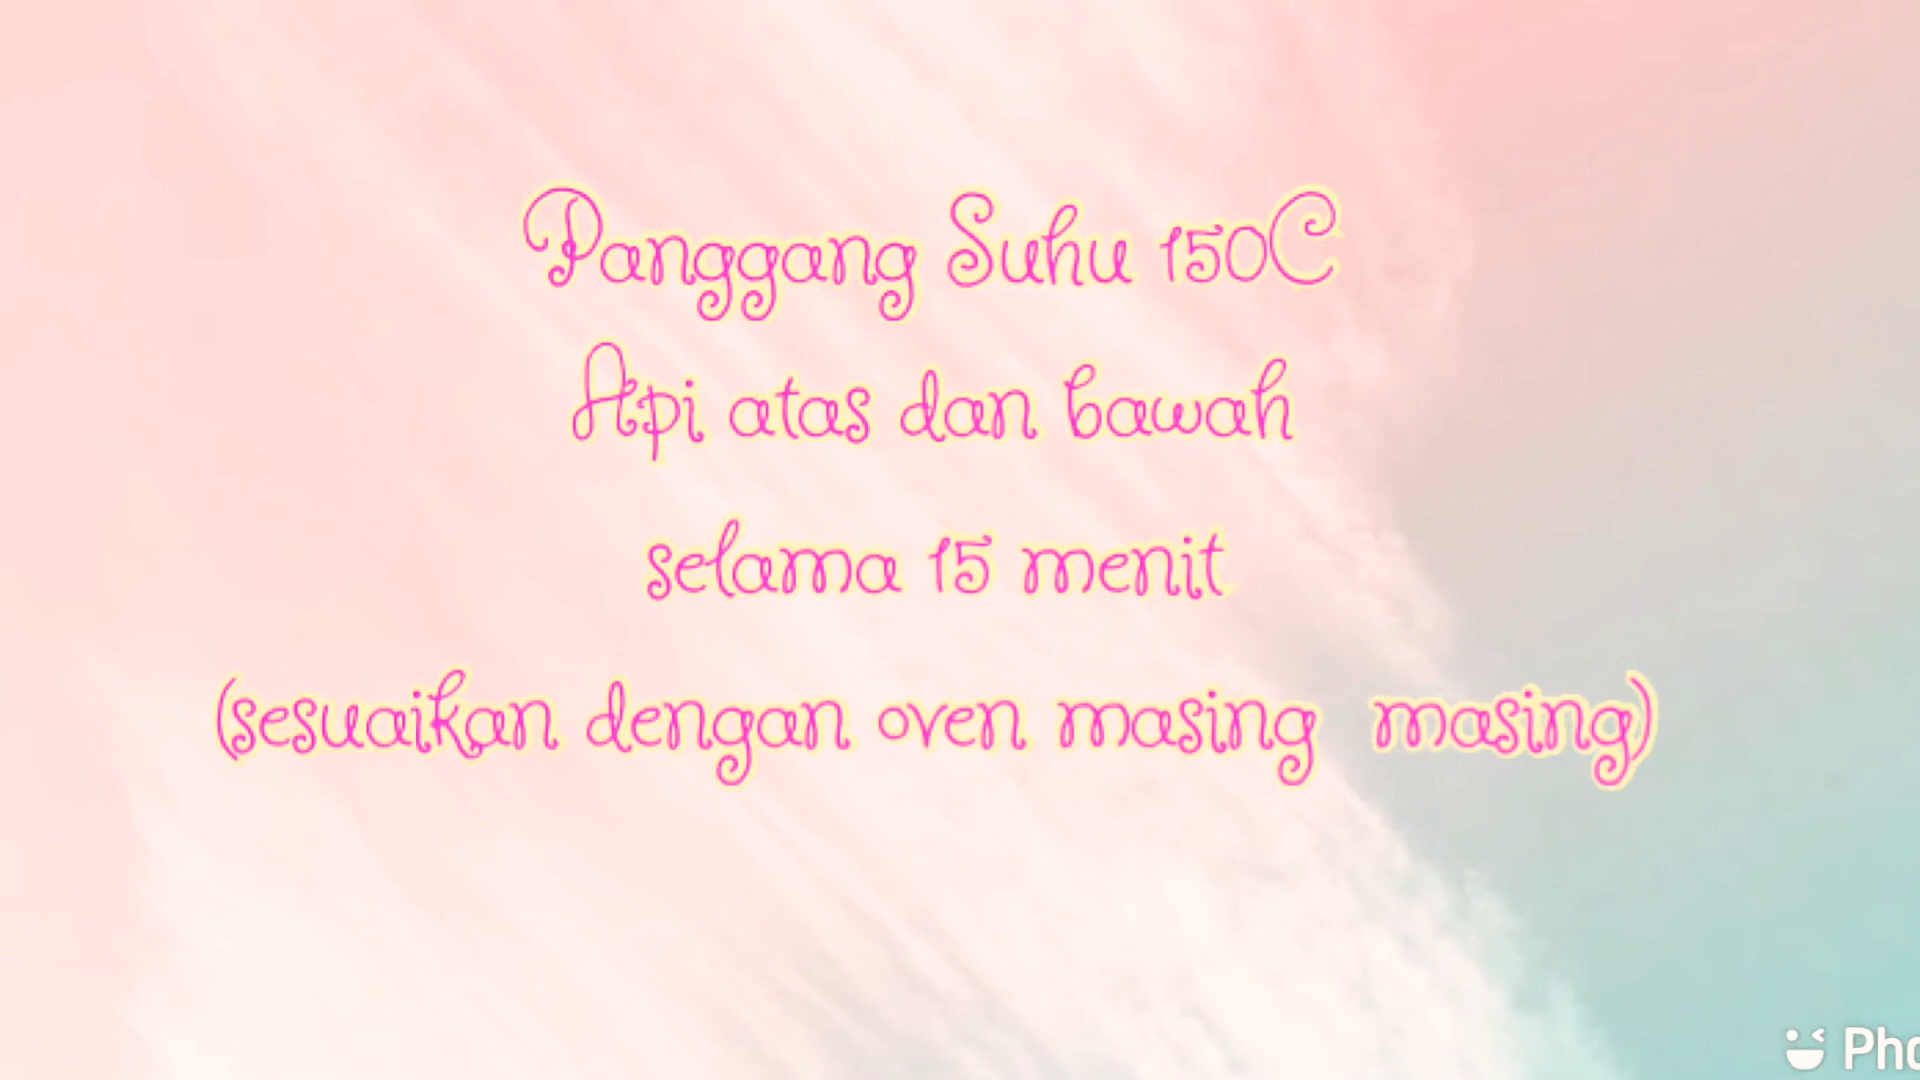 Panggang Suhu 150C
Api atas dan bawah
selama 15 menit
(sesuaikan dengan oven masing masing)